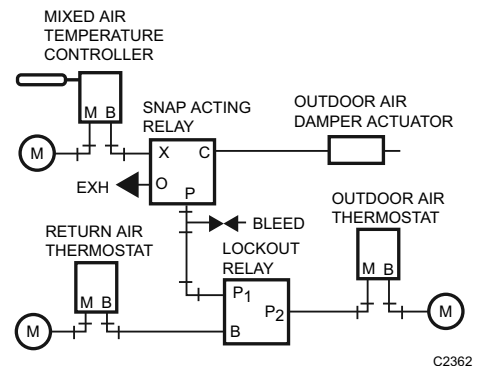 MIXED AIR
TEMPERATURE
CONTROLLER
M B
SNAP ACTING
RELAY
OUTDOOR AIR
DAMPER ACTUATOR
M
X C
EXH
O
P
BLEED
OUTDOOR AIR
THERMOSTAT
RETURN AIR
THERMOSTAT
LOCKOUT
RELAY
M B
M B
P1
P2
M
M
B
C2362